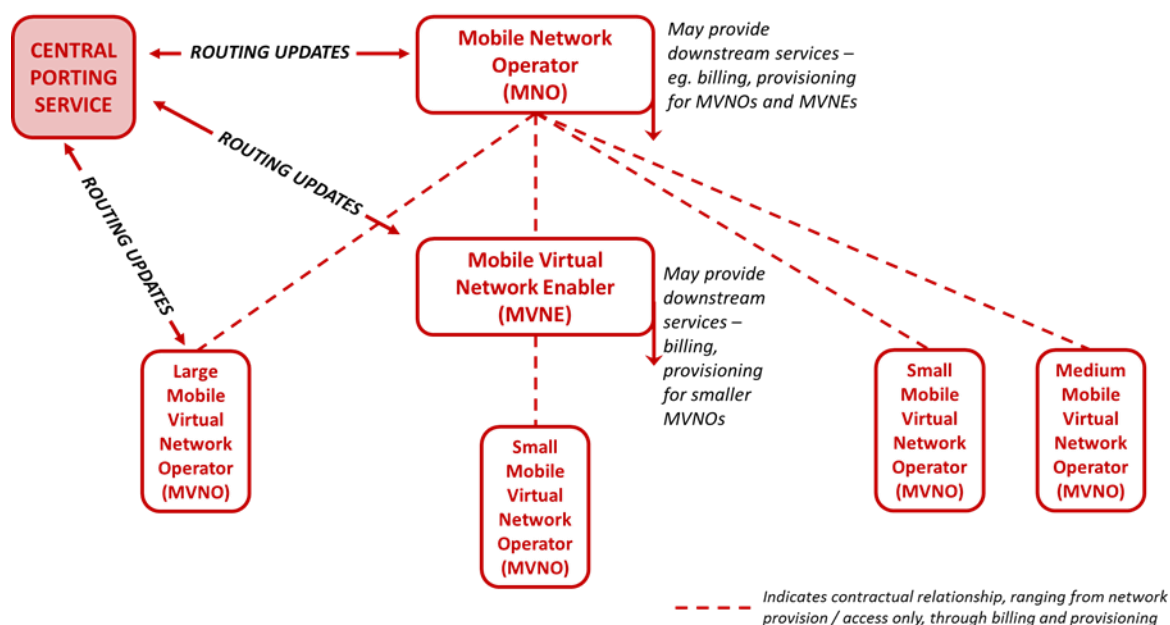 CENTRAL
PORTING
SERVICE
ROUTING UPDATES
Mobile Network
Operator
(MNO)
May provide
downstream services –
eg. billing, provisioning
for MVNOs and MVNEs
ROUTING UPDATES
ROUTING UPDATES
Mobile Virtual
Network Enabler
(MVNE)
May provide
downstream
services –
billing,
provisioning
for smaller
MVNOs
Large
Mobile
Virtual
Network
Operator
(MVNO)
Small
Mobile
Virtual
Network
Operator
(MVNO)
Small
Mobile
Virtual
Network
Operator
(MVNO)
Medium
Mobile
Virtual
Network
Operator
(MVNO)
Indicates contractual relationship, ranging from network
provision / access only, through billing and provisioning